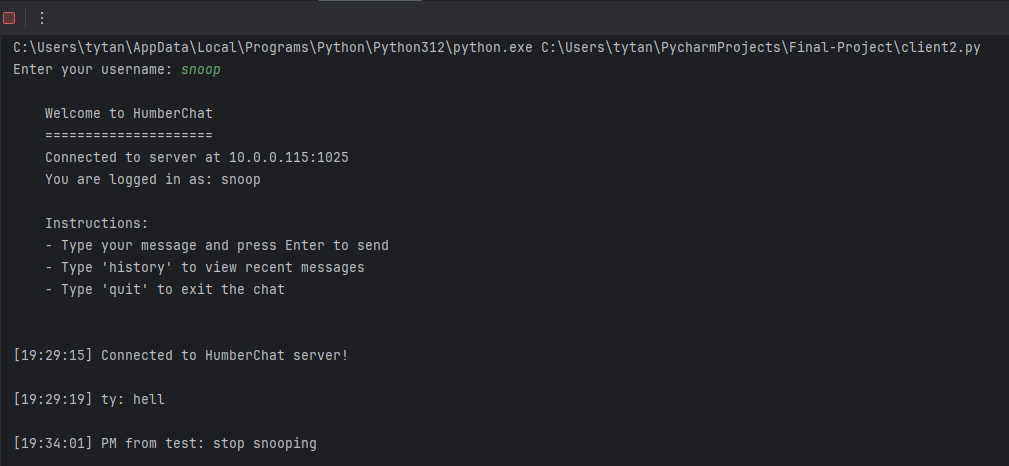 C:\Users\tytan\AppData\Local\Programs\Python\Python312\python.exe C:\Users\tytan\PycharmProjects\Final-Project\client2.py
Enter your username: snoop
Welcome to HumberChat
=====================
Connected to server at 10.0.0.115:1025
You are logged in as: snoop
Instructions:
- Type your message and press Enter to send
- Type 'history' to view recent messages
- Type 'quit' to exit the chat
[19:29:15] Connected to HumberChat server!
[19:29:19] ty: hell
[19:34:01] PM from test: stop snooping